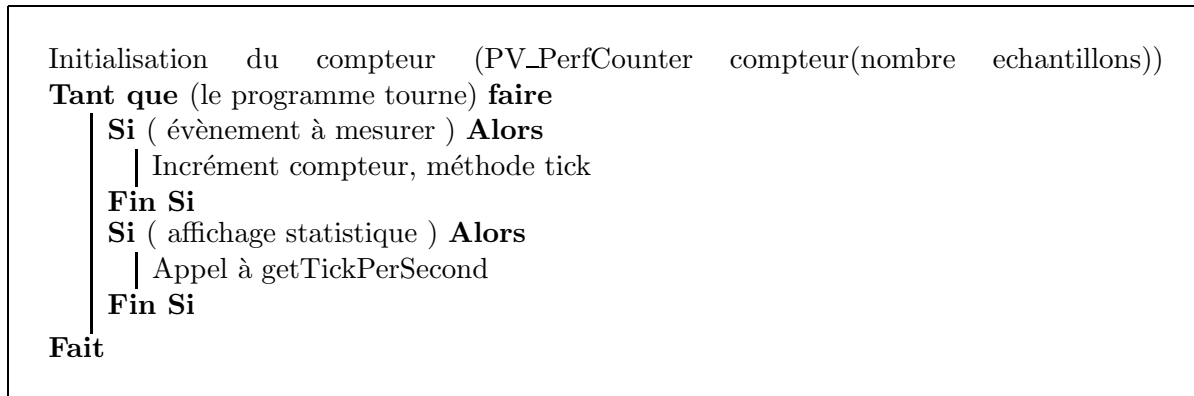 Initialisation du compteur (PV_PerfCounter compteur(nombre echantillons))
Tant que (le programme tourne) faire
Si ( évènement à mesurer ) Alors
Incrément compteur, méthode tick
Fin Si
Si ( affichage statistique ) Alors
Appel à getTickPerSecond
Fin Si
Fait